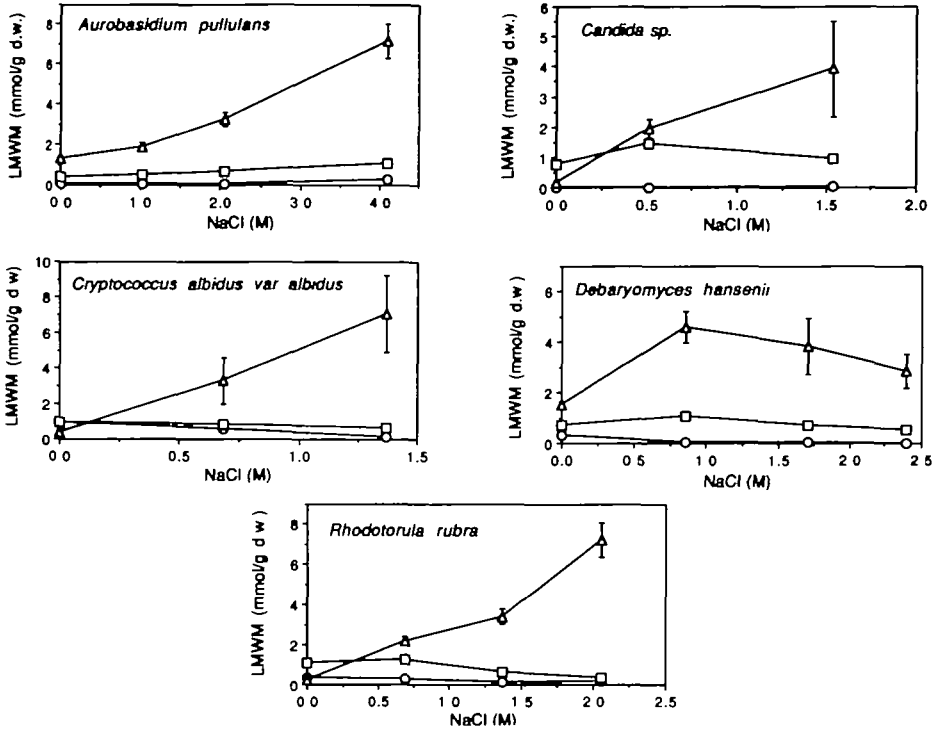 Aurobasidium pullulans
LMWM (mmol/g d.w.)
8
6
4
2
0
0 0 1 0 2 0 3 0 4 0
NaCl (M)
Candida sp.
LMWM (mmol/g d.w.)
6
5
4
3
2
1
0
0.0 0.5 1.0 1.5 2.0
NaCl (M)
Cryptococcus albidus var albidus
LMWM (mmol/g d w)
10
8
6
4
2
0
0 0 0.5 1.0 1.5
NaCl (M)
Debaryomyces hansenii
LMWM (mmol/g d.w)
6
4
2
0
0.0 0 5 1 0 1 5 2 0 2 5
NaCl (M)
Rhodotorula rubra
LMWM (mmol/g d w)
8
6
4
2
0
0 0 0.5 1 0 1.5 2 0 2.5
NaCl (M)